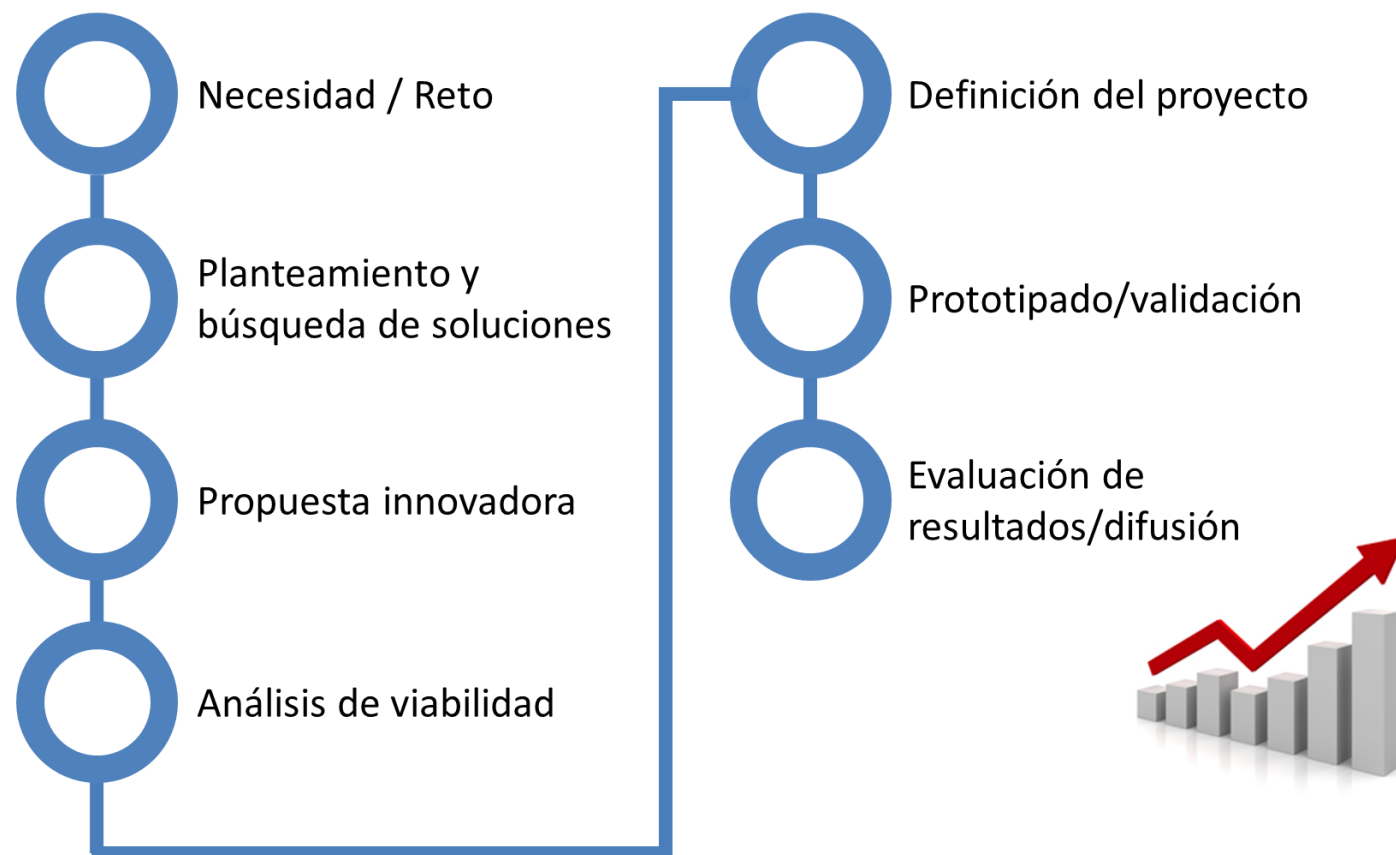 Necesidad / Reto
Planteamiento y
búsqueda de soluciones
Propuesta innovadora
Análisis de viabilidad
Definición del proyecto
Prototipado/validación
Evaluación de
resultados/difusión